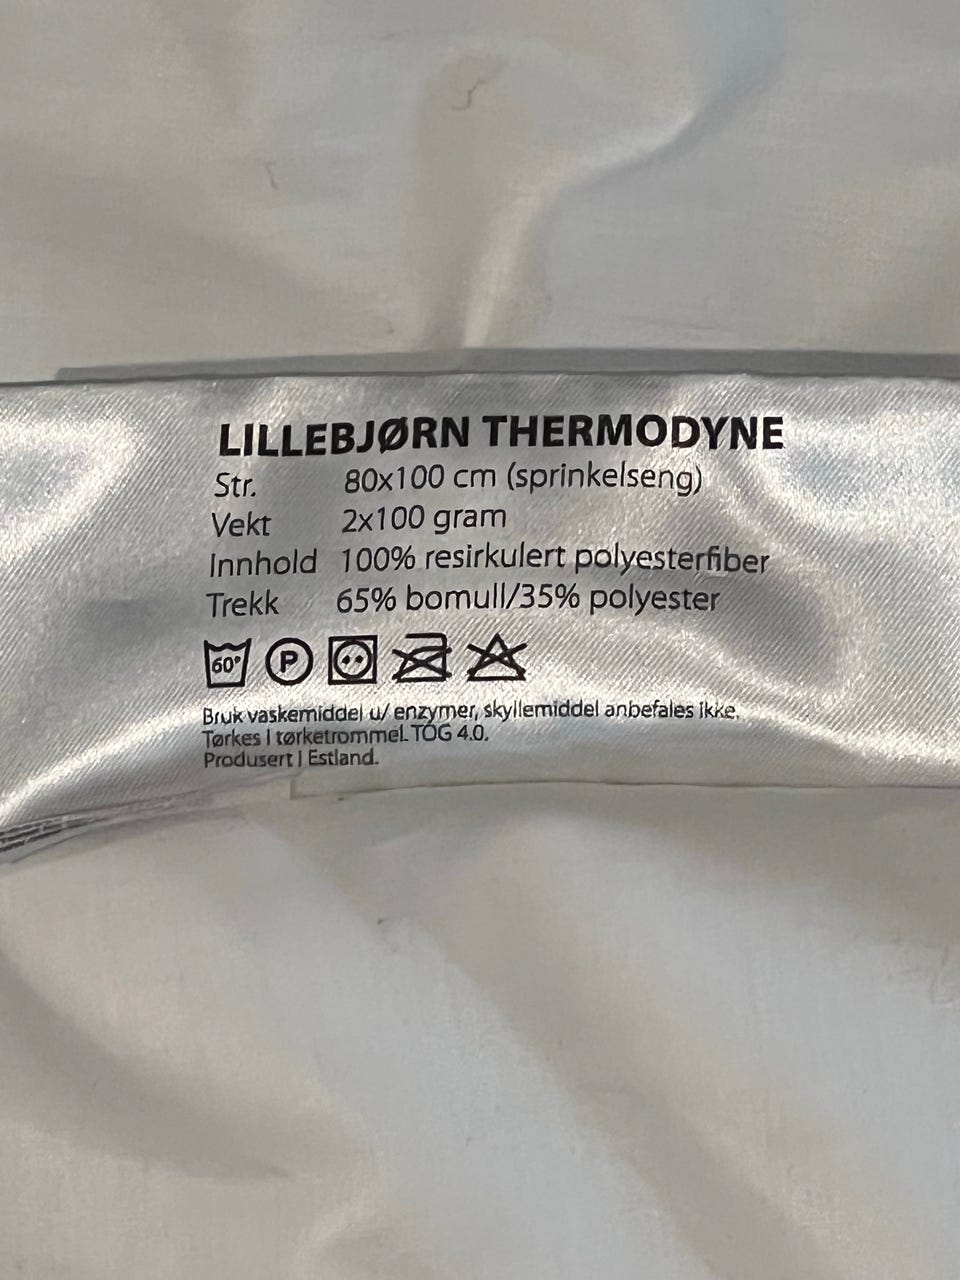 LILLEBJØRN THERMODYNE
Str. 80x100 cm (sprinkelseng)
Vekt 2x100 gram
Innhold 100% resirkulert polyesterfiber
Trekk 65% bomull/35% polyester
60° P
Bruk vaskemiddel u/ enzymer, skyllemiddel anbefales ikke.
Tørkes I tørketrommel. TOG 4.0.
Produsert I Estland.